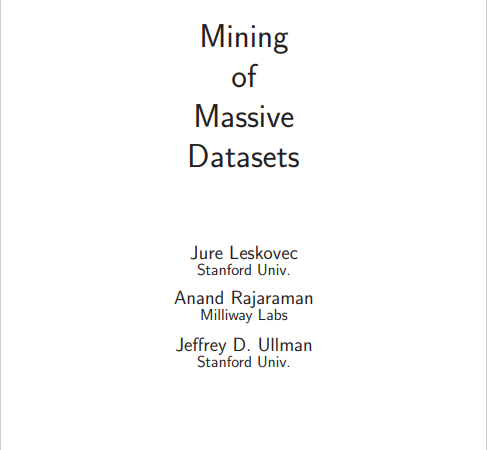 Mining
of
Massive
Datasets
Jure Leskovec
Stanford Univ.
Anand Rajaraman
Milliway Labs
Jeffrey D. Ullman
Stanford Univ.